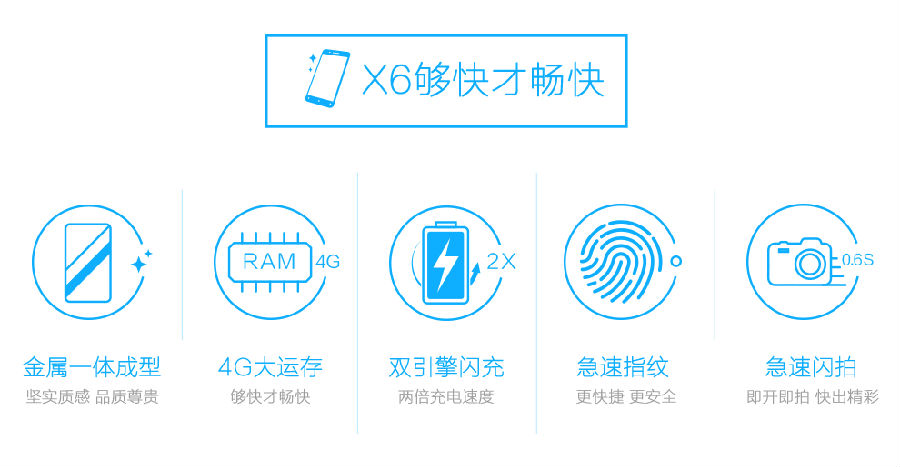 X6够快才畅快
RAM 4G
2X
0.6S
金属一体成型
坚实质感 品质尊贵
4G大运存
够快才畅快
双引擎闪充
两倍充电速度
急速指纹
更快捷 更安全
急速闪拍
即开即拍 快出精彩